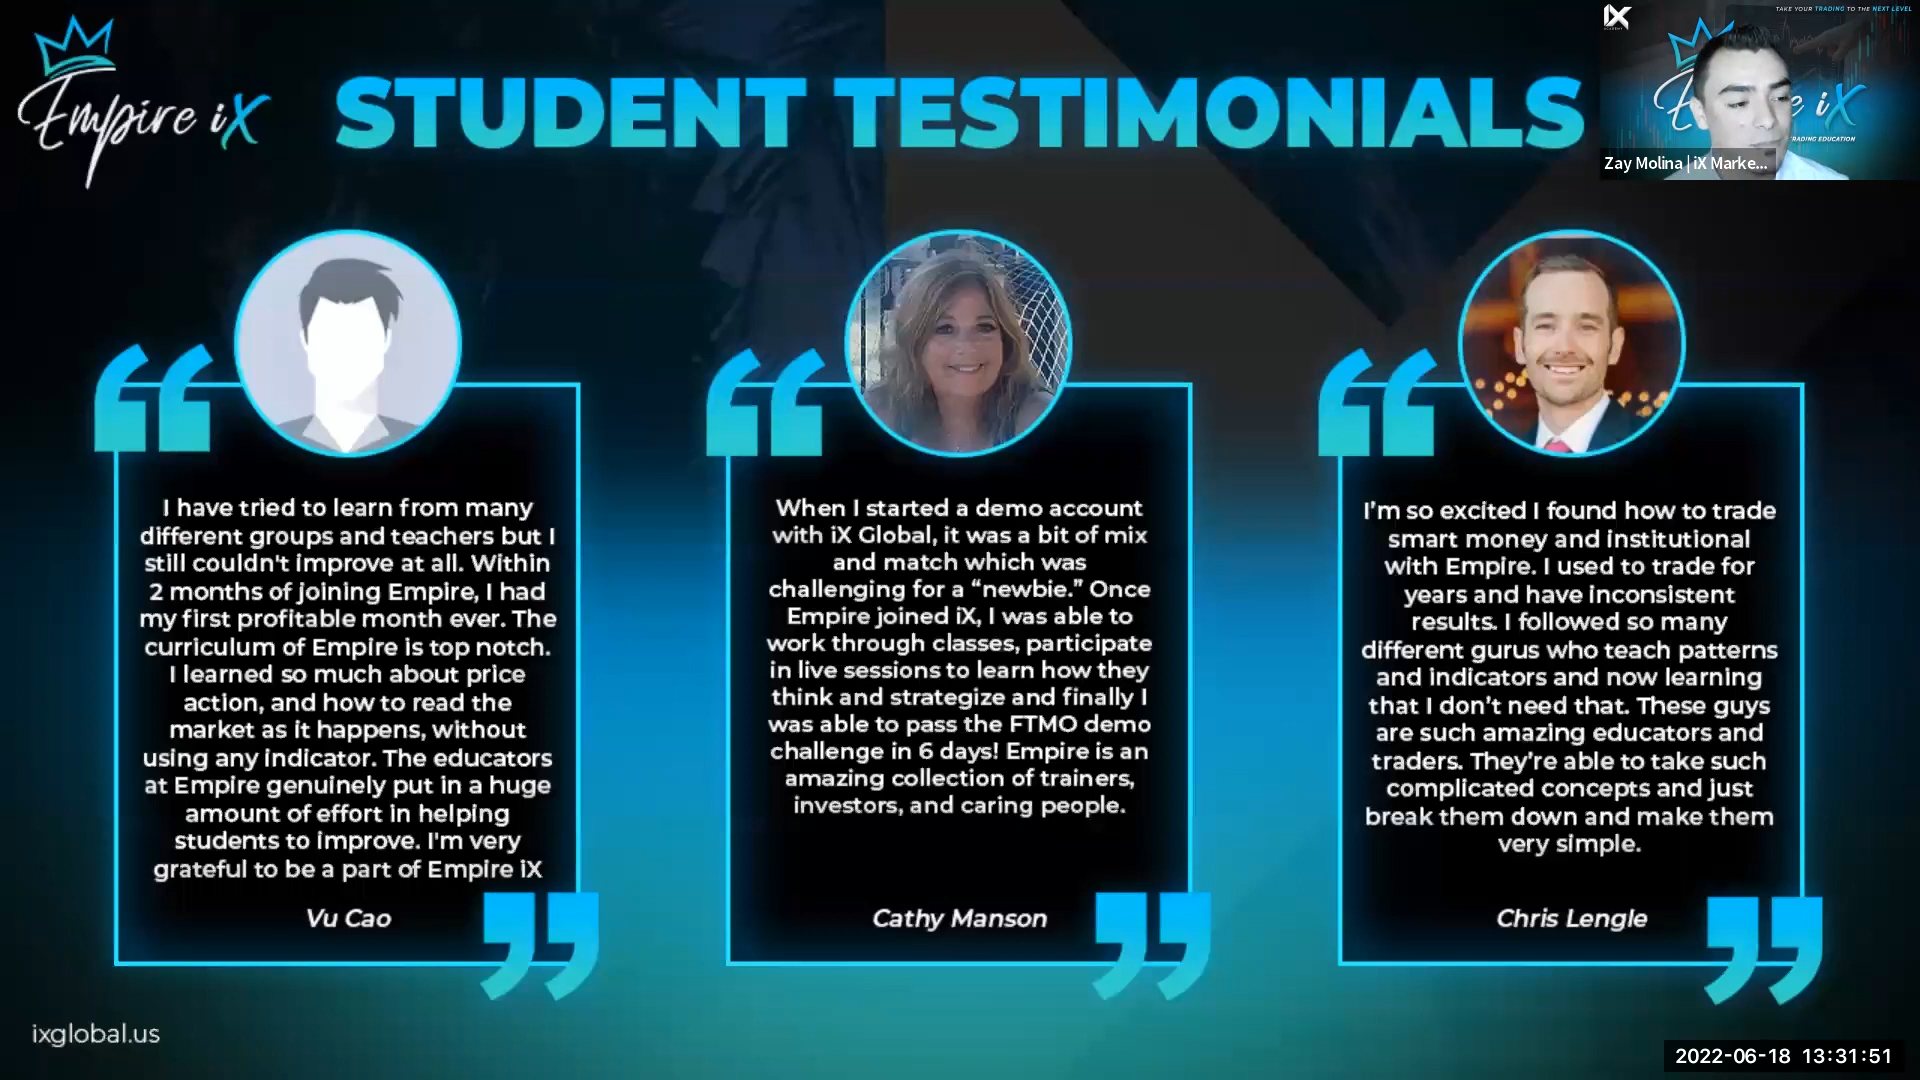 Empire iX
STUDENT TESTIMONIALS
iX
TAKE YOUR TRADING TO THE NEXT LEVEL
E e iX
RADING EDUCATION
Zay Molina | iX Marke...
I have tried to learn from many
different groups and teachers but I
still couldn't improve at all. Within
2 months of joining Empire, I had
my first profitable month ever. The
curriculum of Empire is top notch.
I learned so much about price
action, and how to read the
market as it happens, without
using any indicator. The educators
at Empire genuinely put in a huge
amount of effort in helping
students to improve. I'm very
grateful to be a part of Empire iX
Vu Cao
When I started a demo account
with iX Global, it was a bit of mix
and match which was
challenging for a “newbie.” Once
Empire joined iX, I was able to
work through classes, participate
in live sessions to learn how they
think and strategize and finally I
was able to pass the FTMO demo
challenge in 6 days! Empire is an
amazing collection of trainers,
investors, and caring people.
Cathy Manson
I’m so excited I found how to trade
smart money and institutional
with Empire. I used to trade for
years and have inconsistent
results. I followed so many
different gurus who teach patterns
and indicators and now learning
that I don’t need that. These guys
are such amazing educators and
traders. They’re able to take such
complicated concepts and just
break them down and make them
very simple.
Chris Lengle
ixglobal.us
2022-06-18 13:31:51